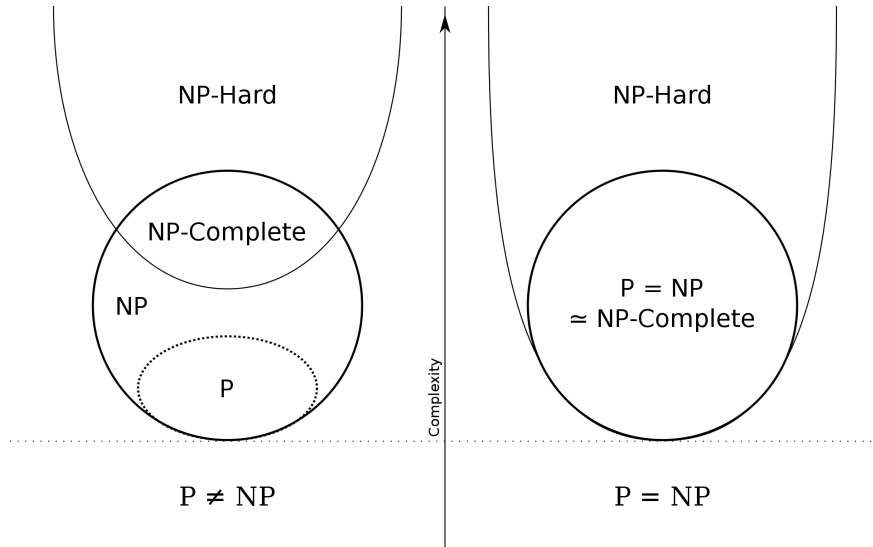 NP-Hard
NP-Complete
NP
P
P ≠ NP
Complexity
NP-Hard
P = NP
≃ NP-Complete
P = NP